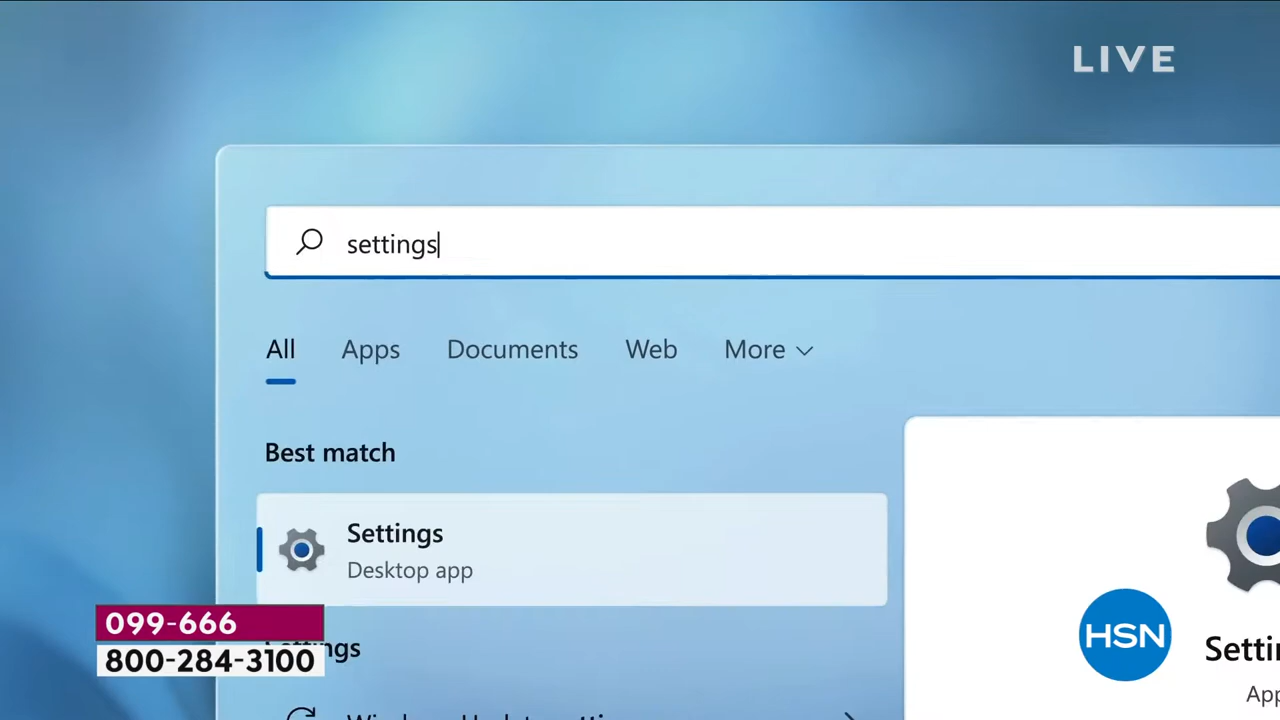 LIVE
settings
All Apps Documents Web More
Best match
Settings
Desktop app
099-666
800-284-3100
HSN